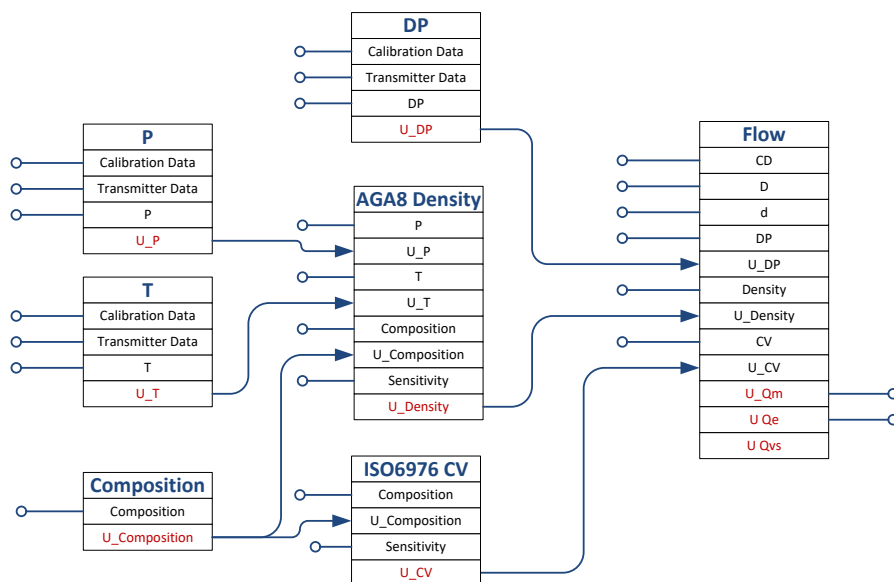 DP
Calibration Data
Transmitter Data
DP
U_DP
P
Calibration Data
Transmitter Data
P
U_P
T
Calibration Data
Transmitter Data
T
U_T
Composition
Composition
U_Composition
AGA8 Density
P
U_P
T
U_T
Composition
U_Composition
Sensitivity
U_Density
ISO6976 CV
Composition
U_Composition
Sensitivity
U_CV
Flow
CD
D
d
DP
U_DP
Density
U_Density
CV
U_CV
U_Qm
U Qe
U Qvs